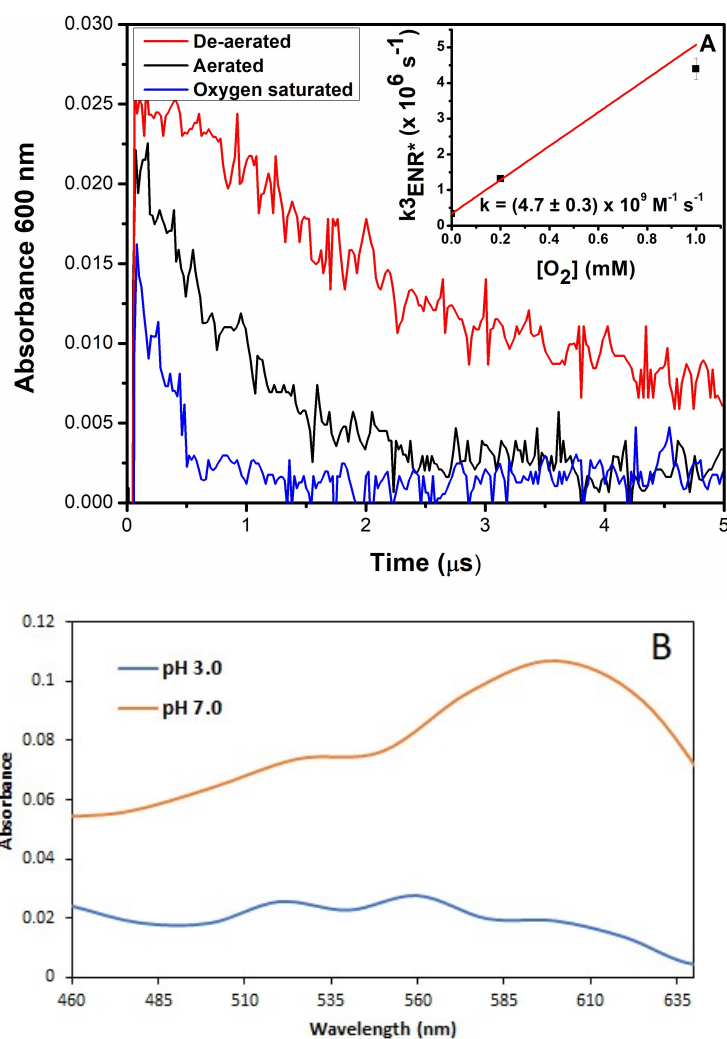 De-aerated
Aerated
Oxygen saturated
A
k3ENR* (x 10⁶ s⁻¹)
5
4
3
2
1
0
k = (4.7 ± 0.3) x 10⁹ M⁻¹ s⁻¹
0.0 0.2 0.4 0.6 0.8 1.0
[O₂] (mM)
Absorbance 600 nm
0.030
0.025
0.020
0.015
0.010
0.005
0.000
0 1 2 3 4 5
Time (μs)
B
pH 3.0
pH 7.0
Absorbance
0.12
0.1
0.08
0.06
0.04
0.02
0
460 485 510 535 560 585 610 635
Wavelength (nm)